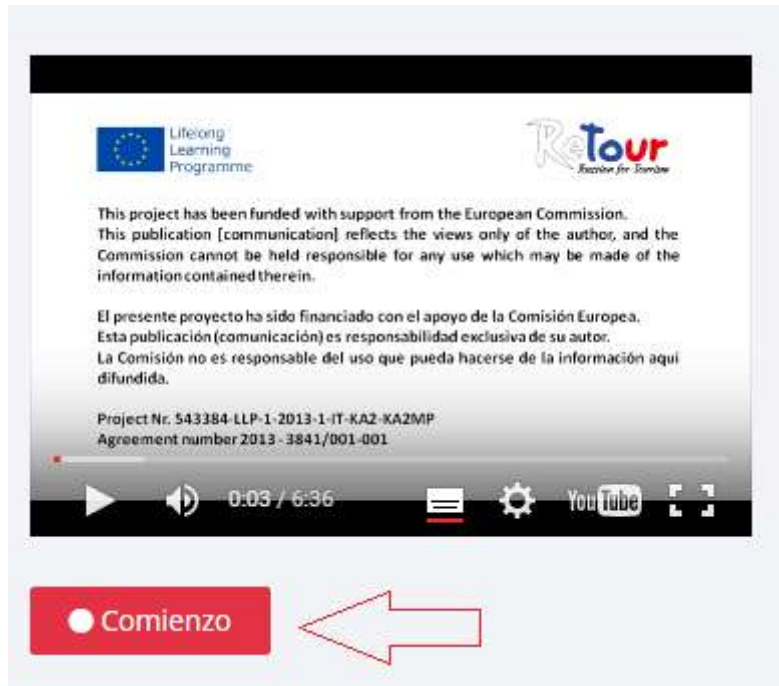 Lifelong
Learning
Programme
ReTour
Russian for Tourism
This project has been funded with support from the European Commission.
This publication [communication] reflects the views only of the author, and the
Commission cannot be held responsible for any use which may be made of the
information contained therein.
El presente proyecto ha sido financiado con el apoyo de la Comisión Europea.
Esta publicación (comunicación) es responsabilidad exclusiva de su autor.
La Comisión no es responsable del uso que pueda hacerse de la información aquí
difundida.
Project Nr. 543384-LLP-1-2013-1-IT-KA2-KA2MP
Agreement number 2013 - 3841/001-001
0:03 / 6:36
YouTube
Comienzo